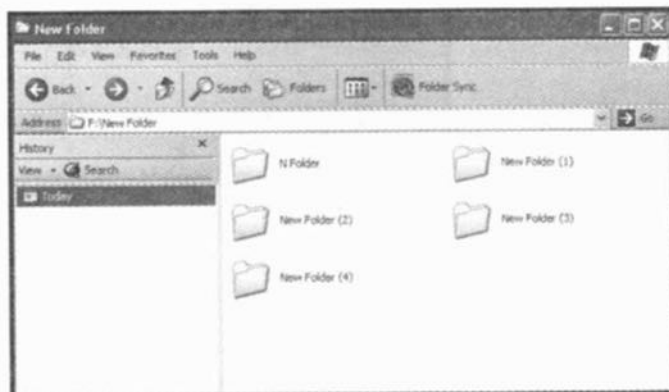 New Folder
File Edit View Favorites Tools Help
Back Search Folders Folder Sync
Address F:\New Folder Go
History
View Search
Today
N Folder New Folder (1)
New Folder (2) New Folder (3)
New Folder (4)